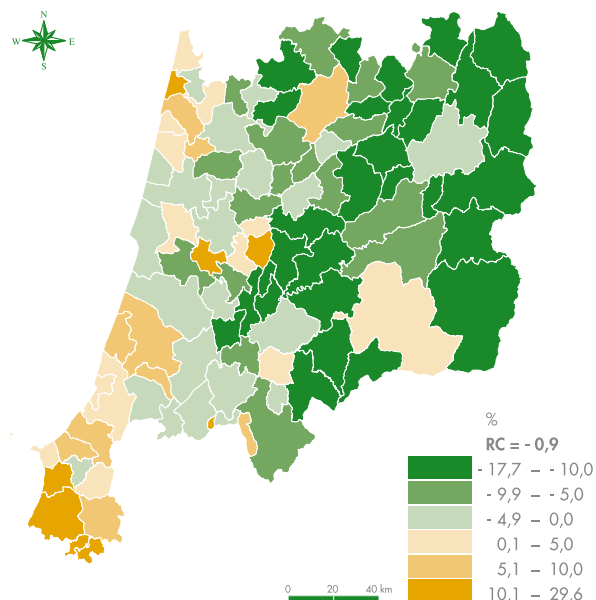 N
W E
S
%
RC = - 0,9
- 17,7 – - 10,0
- 9,9 – - 5,0
- 4,9 – 0,0
0,1 – 5,0
5,1 – 10,0
10,1 – 29,6
0 20 40 km